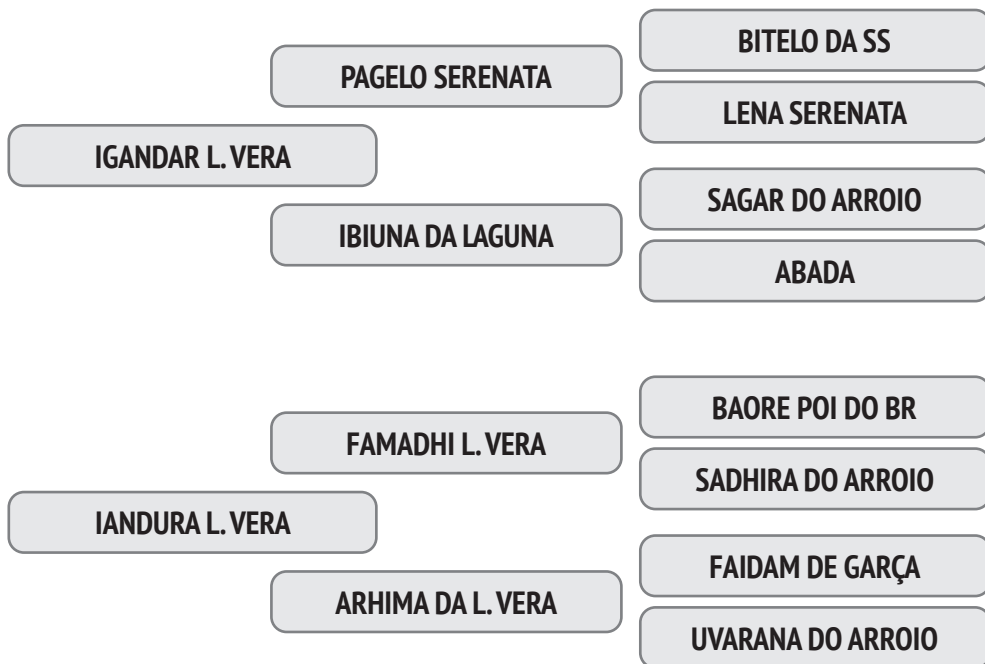 BITELO DA SS
PAGELO SERENATA
LENA SERENATA
IGANDAR L. VERA
SAGAR DO ARROIO
IBIUNA DA LAGUNA
ABADA
BAORE POI DO BR
FAMADHI L. VERA
SADHIRA DO ARROIO
IANDURA L. VERA
FAIDAM DE GARÇA
ARHIMA DA L. VERA
UVARANA DO ARROIO